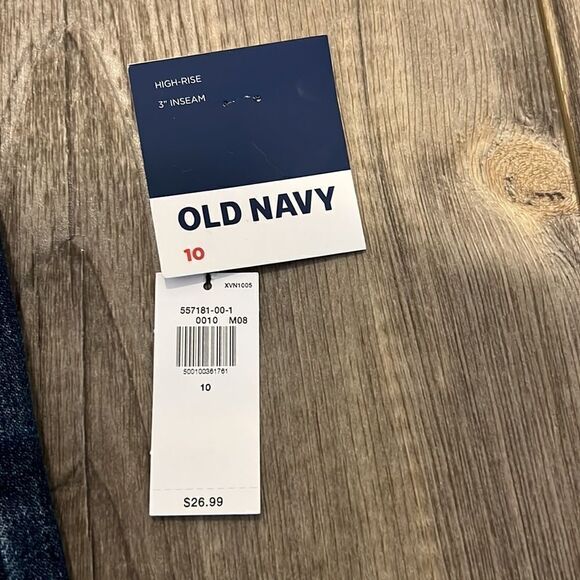 HIGH-RISE
3" INSEAM
OLD NAVY
10
XVN1005
557181-00-1
0010 M08
500100361761
10
$26.99